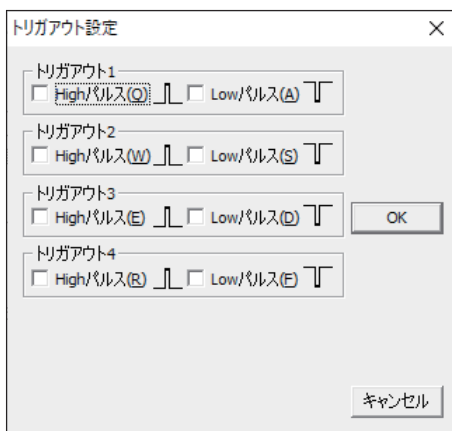 トリガアウト設定
トリガアウト1
Highパルス(Q) Lowパルス(A)
トリガアウト2
Highパルス(W) Lowパルス(S)
トリガアウト3
Highパルス(E) Lowパルス(D)
OK
トリガアウト4
Highパルス(R) Lowパルス(F)
キャンセル